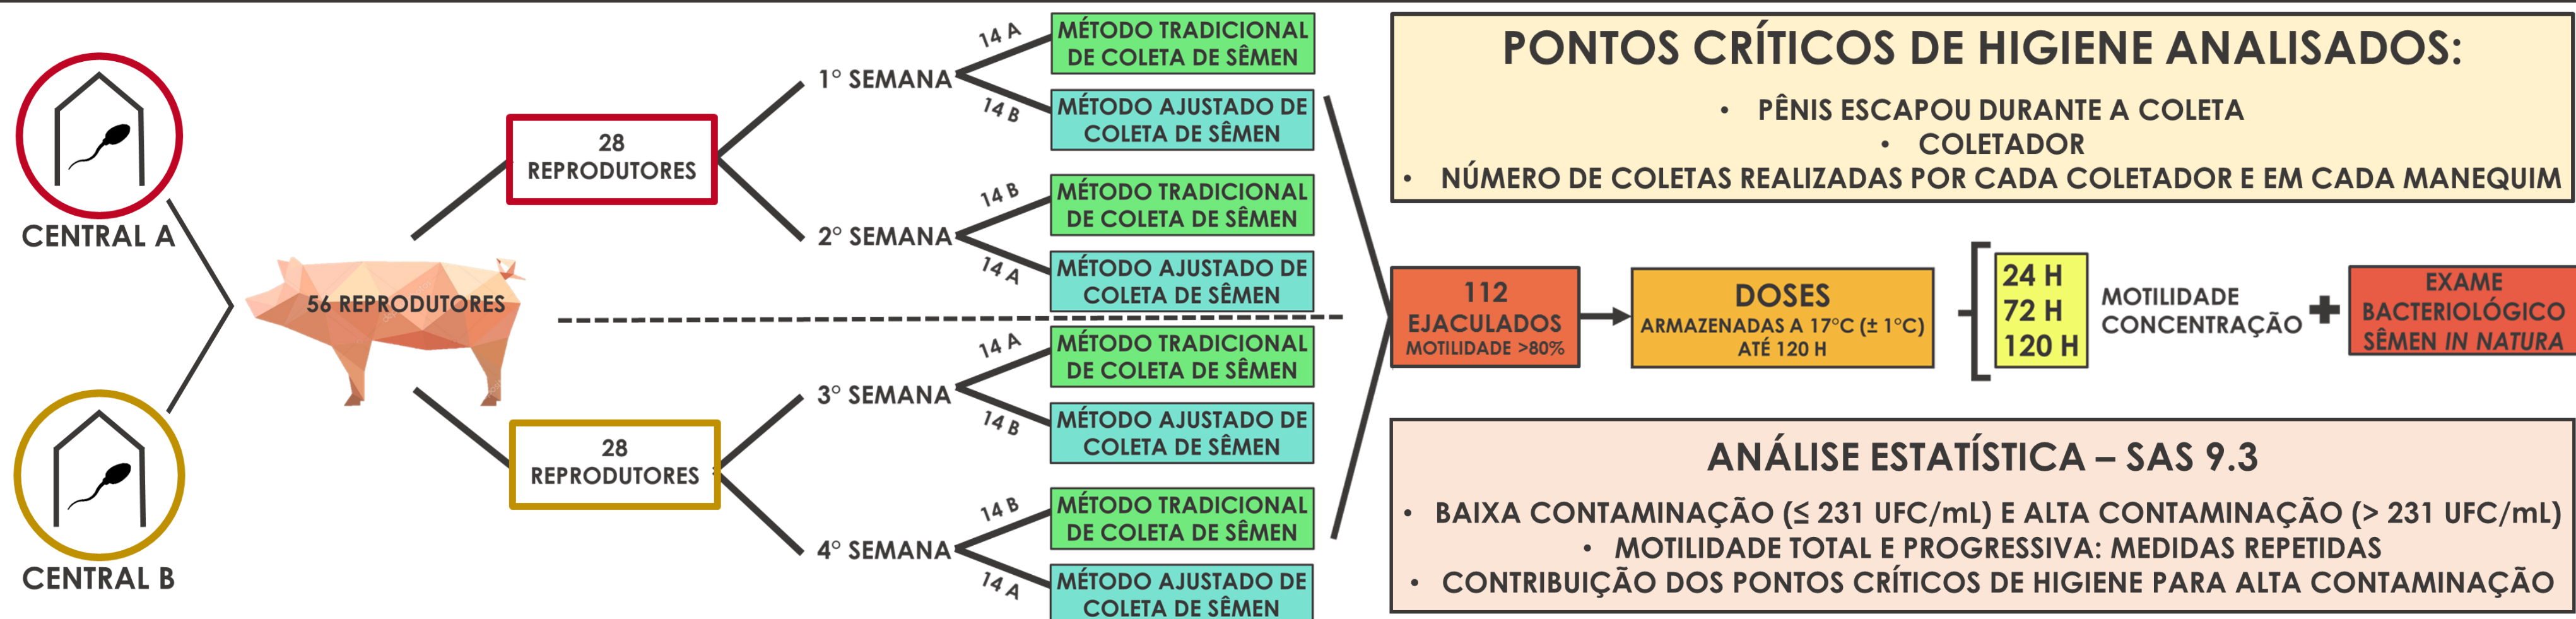 CENTRAL A
CENTRAL B
56 REPRODUTORES
28
REPRODUTORES
28
REPRODUTORES
1° SEMANA
14 A
MÉTODO TRADICIONAL
DE COLETA DE SÊMEN
14 B
MÉTODO AJUSTADO DE
COLETA DE SÊMEN
2° SEMANA
14 B
MÉTODO TRADICIONAL
DE COLETA DE SÊMEN
14 A
MÉTODO AJUSTADO DE
COLETA DE SÊMEN
3° SEMANA
14 A
MÉTODO TRADICIONAL
DE COLETA DE SÊMEN
14 B
MÉTODO AJUSTADO DE
COLETA DE SÊMEN
4° SEMANA
14 B
MÉTODO TRADICIONAL
DE COLETA DE SÊMEN
14 A
MÉTODO AJUSTADO DE
COLETA DE SÊMEN
PONTOS CRÍTICOS DE HIGIENE ANALISADOS:
• PÊNIS ESCAPOU DURANTE A COLETA
• COLETADOR
• NÚMERO DE COLETAS REALIZADAS POR CADA COLETADOR E EM CADA MANEQUIM
112
EJACULADOS
MOTILIDADE >80%
DOSES
ARMAZENADAS A 17°C (± 1°C)
ATÉ 120 H
24 H
72 H
120 H
MOTILIDADE
CONCENTRAÇÃO
+
EXAME
BACTERIOLÓGICO
SÊMEN IN NATURA
ANÁLISE ESTATÍSTICA – SAS 9.3
• BAIXA CONTAMINAÇÃO (≤ 231 UFC/mL) E ALTA CONTAMINAÇÃO (> 231 UFC/mL)
• MOTILIDADE TOTAL E PROGRESSIVA: MEDIDAS REPETIDAS
• CONTRIBUIÇÃO DOS PONTOS CRÍTICOS DE HIGIENE PARA ALTA CONTAMINAÇÃO